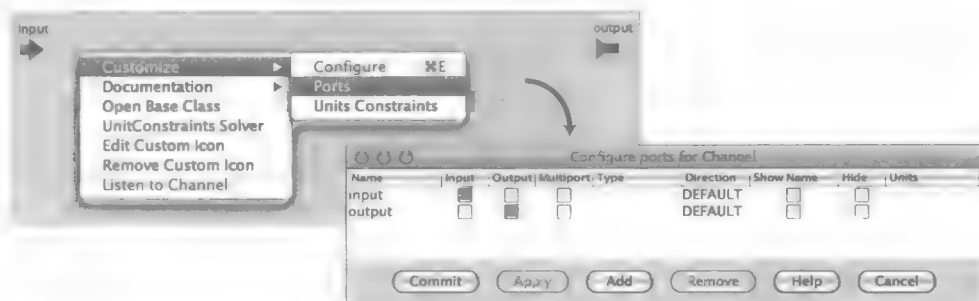 input
output
Customize
Documentation
Open Base Class
UnitConstraints Solver
Edit Custom Icon
Remove Custom Icon
Listen to Channel
Configure ⌘E
Ports
Units Constraints
Configure ports for Channel
Name Input Output Multiport Type Direction Show Name Hide Units
input DEFAULT
output DEFAULT
Commit Apply Add Remove Help Cancel